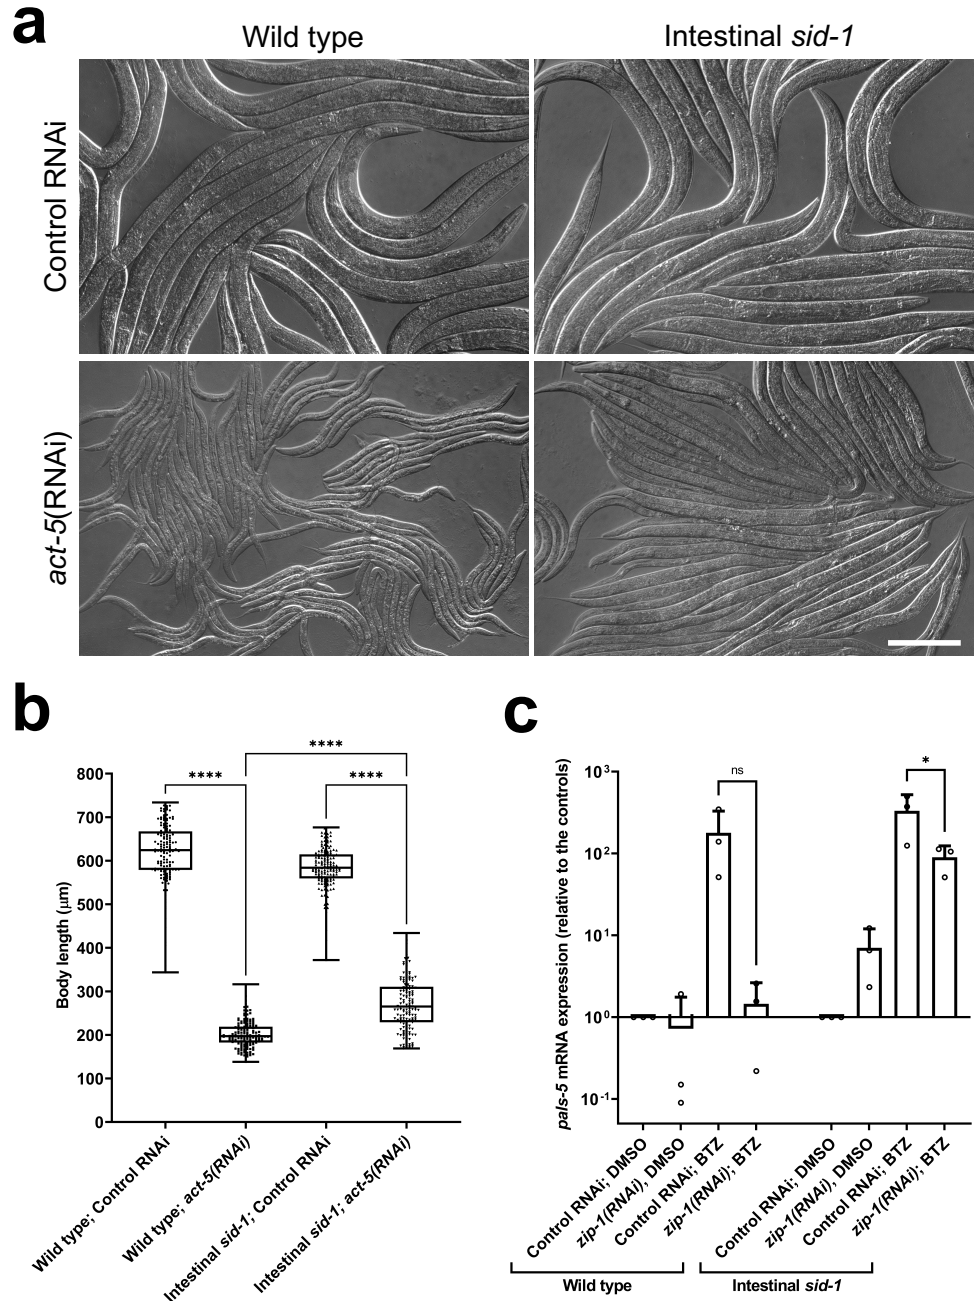 a
Wild type
Intestinal sid-1
Control RNAi
act-5(RNAi)
b
****
****
****
Body length (μm)
800
700
600
500
400
300
200
100
0
Wild type; Control RNAi
Wild type; act-5(RNAi)
Intestinal sid-1; Control RNAi
Intestinal sid-1; act-5(RNAi)
c
ns
*
pals-5 mRNA expression (relative to the controls)
10³
10²
10¹
10⁰
10⁻¹
Control RNAi; DMSO
zip-1(RNAi), DMSO
Control RNAi; BTZ
zip-1(RNAi); BTZ
Control RNAi; DMSO
zip-1(RNAi), DMSO
Control RNAi; BTZ
zip-1(RNAi); BTZ
Wild type
Intestinal sid-1